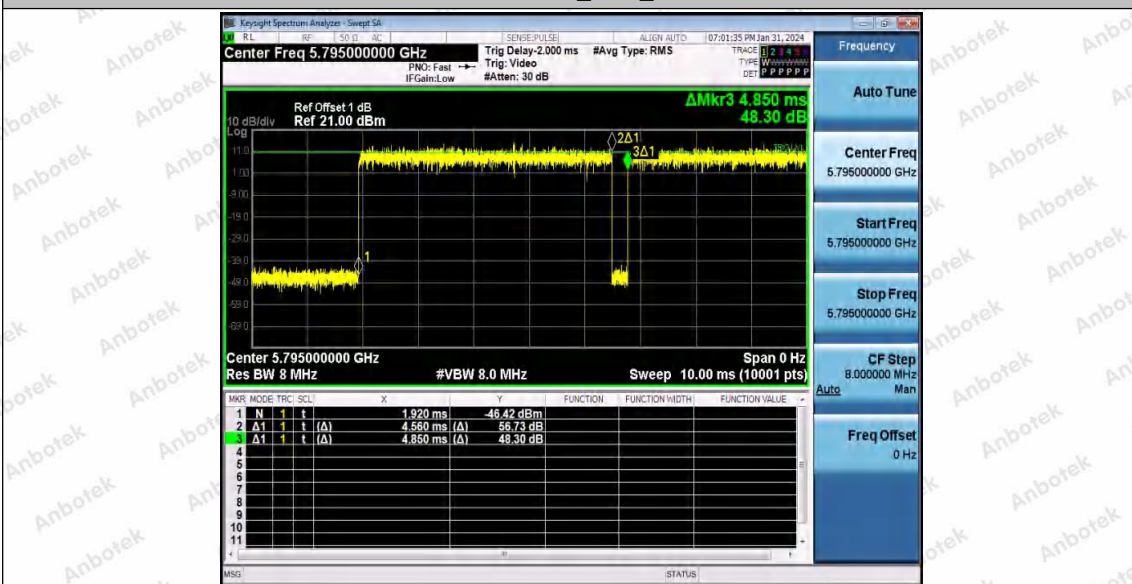 Keysight Spectrum Analyzer - Swept SA
RL RF 50 Ω AC SENSE:PULSE ALIGN AUTO 07:01:35 PM Jan 31, 2024
Center Freq 5.795000000 GHz
PNO: Fast
IFGain:Low
Trig Delay-2.000 ms
Trig: Video
#Atten: 30 dB
#Avg Type: RMS
TRACE 1 2 3 4 5 6
TYPE W
DET P P P P P P
ΔMkr3 4.850 ms
48.30 dB
Ref Offset 1 dB
10 dB/div Ref 21.00 dBm
Log
11.0
1.00
-9.00
-19.0
-29.0
-39.0
-49.0
-59.0
-69.0
1
2Δ1
3Δ1
Center 5.795000000 GHz Span 0 Hz
Res BW 8 MHz #VBW 8.0 MHz Sweep 10.00 ms (10001 pts)
MKR MODE TRC SCL X Y FUNCTION FUNCTION WIDTH FUNCTION VALUE
1 N 1 t 1.920 ms -46.42 dBm
2 Δ1 1 t (Δ) 4.560 ms (Δ) 56.73 dB
3 Δ1 1 t (Δ) 4.850 ms (Δ) 48.30 dB
4
5
6
7
8
9
10
11
MSG STATUS
Frequency
Auto Tune
Center Freq
5.795000000 GHz
Start Freq
5.795000000 GHz
Stop Freq
5.795000000 GHz
CF Step
8.000000 MHz
Auto Man
Freq Offset
0 Hz
Anbotek